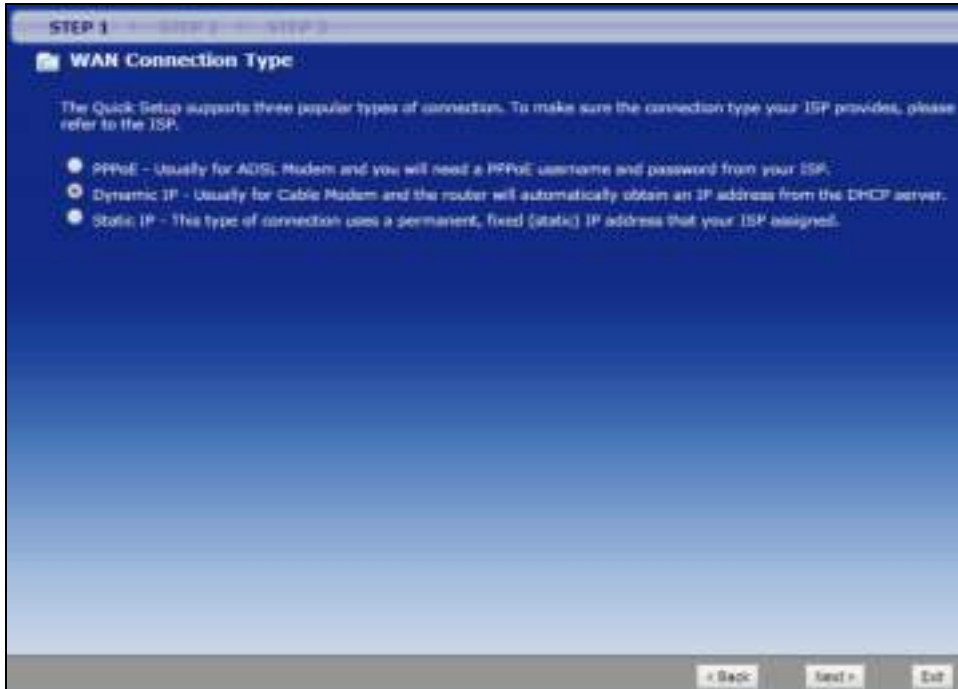 STEP 1 STEP 2 STEP 3
WAN Connection Type
The Quick Setup supports three popular types of connection. To make sure the connection type your ISP provides, please
refer to the ISP.
PPPoE - Usually for ADSL Modem and you will need a PPPoE username and password from your ISP.
Dynamic IP - Usually for Cable Modem and the router will automatically obtain an IP address from the DHCP server.
Static IP - This type of connection uses a permanent, fixed (static) IP address that your ISP assigned.
< Back Next > Exit